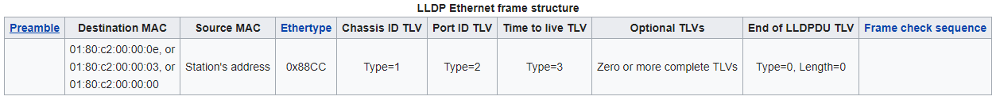 LLDP Ethernet frame structure
Preamble Destination MAC Source MAC Ethertype Chassis ID TLV Port ID TLV Time to live TLV Optional TLVs End of LLDPDU TLV Frame check sequence
01:80:c2:00:00:0e, or
01:80:c2:00:00:03, or Station's address 0x88CC Type=1 Type=2 Type=3 Zero or more complete TLVs Type=0, Length=0
01:80:c2:00:00:00